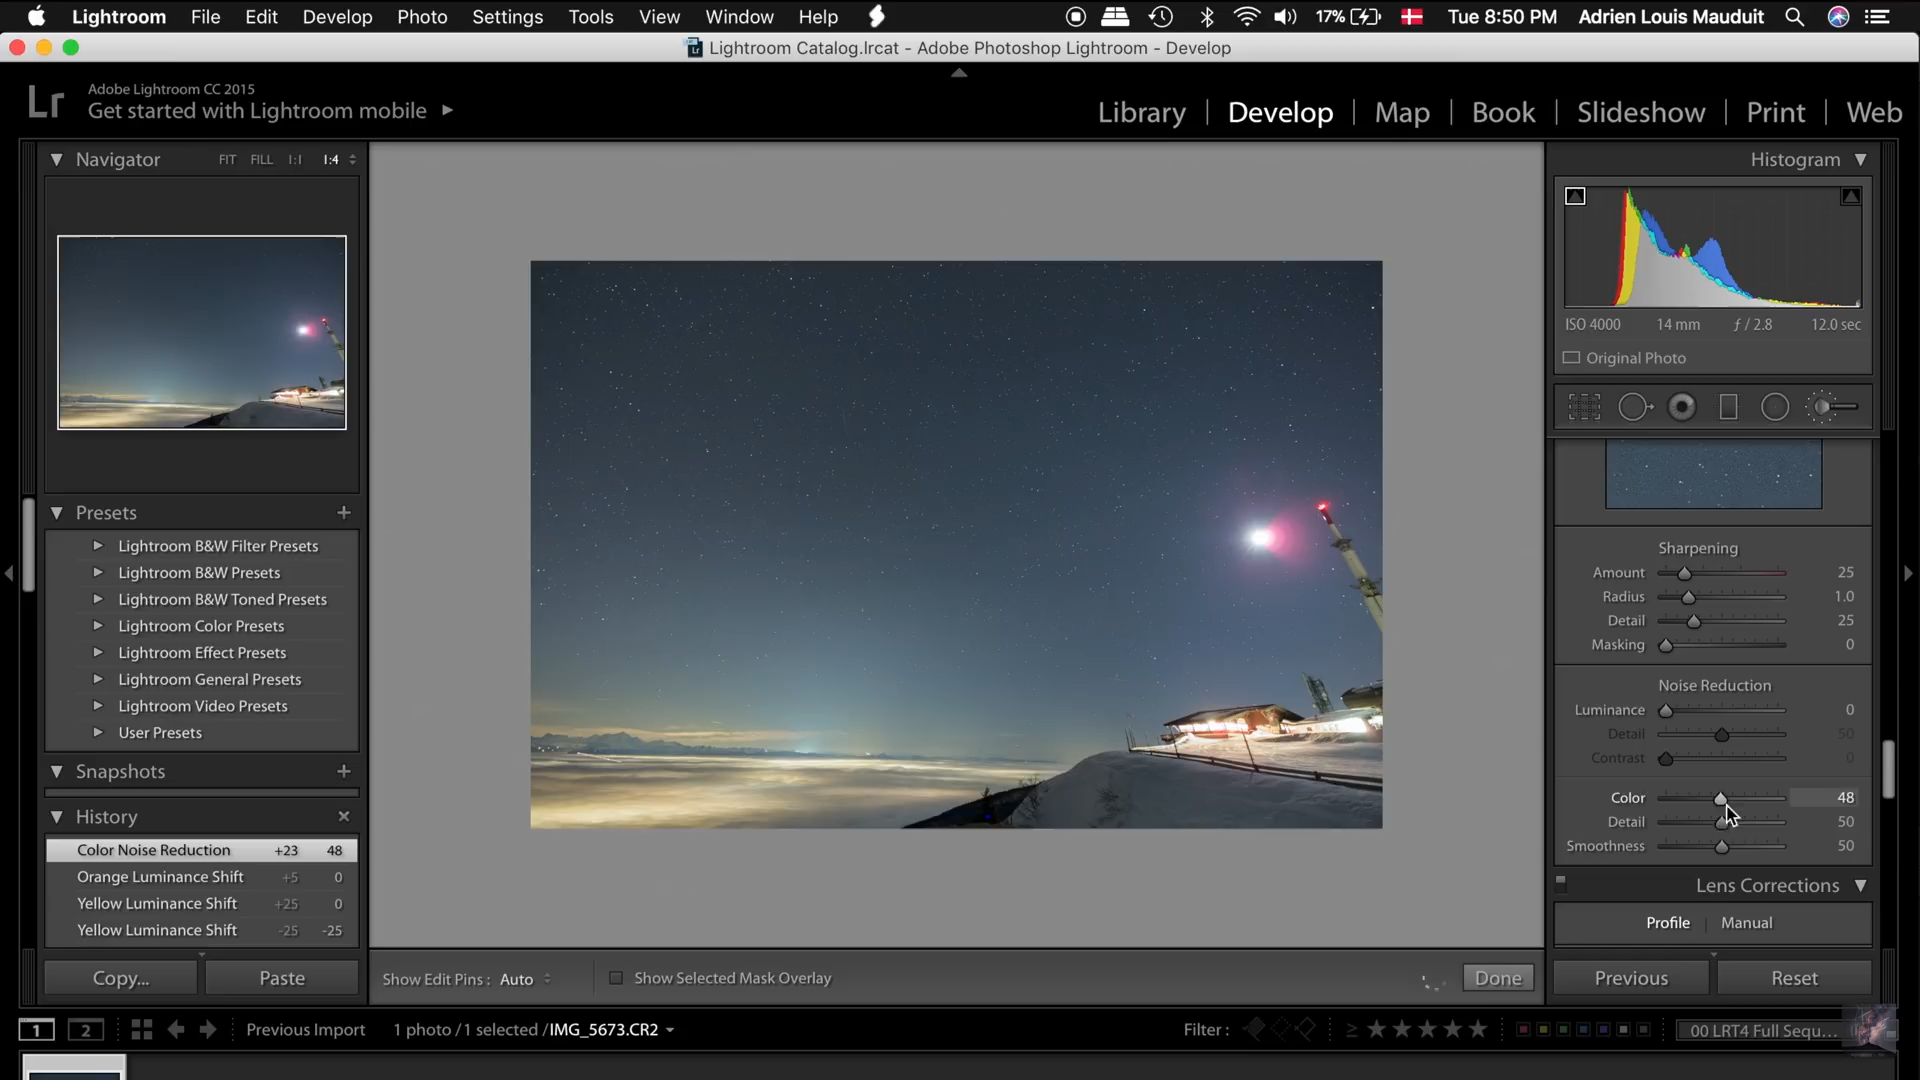 Lightroom File Edit Develop Photo Settings Tools View Window Help 17% Tue 8:50 PM Adrien Louis Mauduit
Lightroom Catalog.lrcat - Adobe Photoshop Lightroom - Develop
Lr
Adobe Lightroom CC 2015
Get started with Lightroom mobile
Library | Develop | Map | Book | Slideshow | Print | Web
Navigator FIT FILL 1:1 1:4
Presets
Lightroom B&W Filter Presets
Lightroom B&W Presets
Lightroom B&W Toned Presets
Lightroom Color Presets
Lightroom Effect Presets
Lightroom General Presets
Lightroom Video Presets
User Presets
Snapshots
History
Color Noise Reduction +23 48
Orange Luminance Shift +5 0
Yellow Luminance Shift +25 0
Yellow Luminance Shift -25 -25
Copy... Paste
Show Edit Pins : Auto
Show Selected Mask Overlay
Done
Histogram
ISO 4000 14 mm ƒ / 2.8 12.0 sec
Original Photo
Sharpening
Amount 25
Radius 1.0
Detail 25
Masking 0
Noise Reduction
Luminance 0
Detail 50
Contrast 0
Color 48
Detail 50
Smoothness 50
Lens Corrections
Profile | Manual
Previous Reset
1 2 Previous Import 1 photo / 1 selected / IMG_5673.CR2
Filter : ≥ 00 LRT4 Full Sequ...